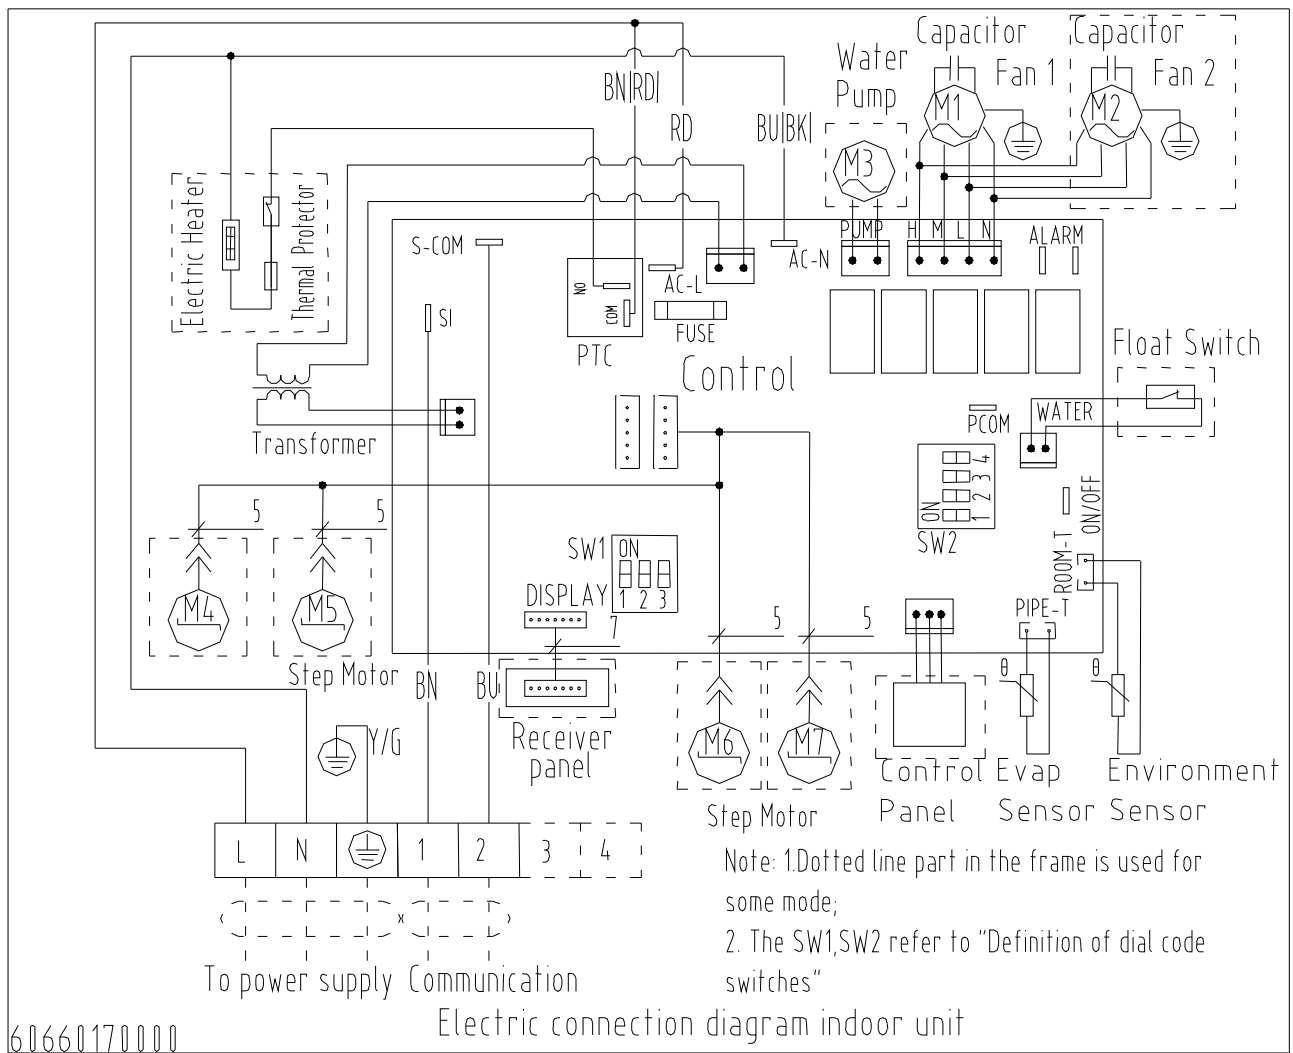 Capacitor
Fan 1
Capacitor
Fan 2
Water
Pump
M1
M2
M3
BN(RD)
RD
BU(BK)
Electric Heater
Thermal Protector
S-COM
SI
PUMP
H M L N
ALARM
AC-N
AC-L
NO
COM
FUSE
PTC
Control
Float Switch
Transformer
PCOM
WATER
ON
1 2 3 4
SW2
ON/OFF
ROOM-T
5
5
SW1
ON
1 2 3
DISPLAY
7
PIPE-T
M4
M5
Step Motor
BN
BU
5
5
θ
θ
Receiver
panel
Y/G
M6
M7
Step Motor
Control
Panel
Evap
Sensor
Environment
Sensor
L N 1 2 3 4
Note: 1.Dotted line part in the frame is used for
some mode;
2. The SW1,SW2 refer to "Definition of dial code
switches"
To power supply
Communication
Electric connection diagram indoor unit
60660170000